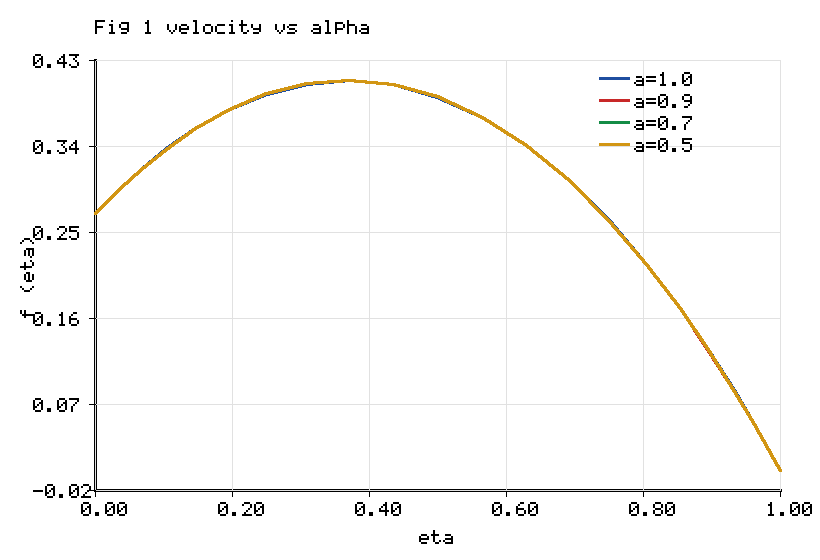 Fig 1 velocity vs alpha
0.43
0.34
0.25
0.16
0.07
-0.02
f (eta)
a=1.0
a=0.9
a=0.7
a=0.5
0.00 0.20 0.40 0.60 0.80 1.00
eta